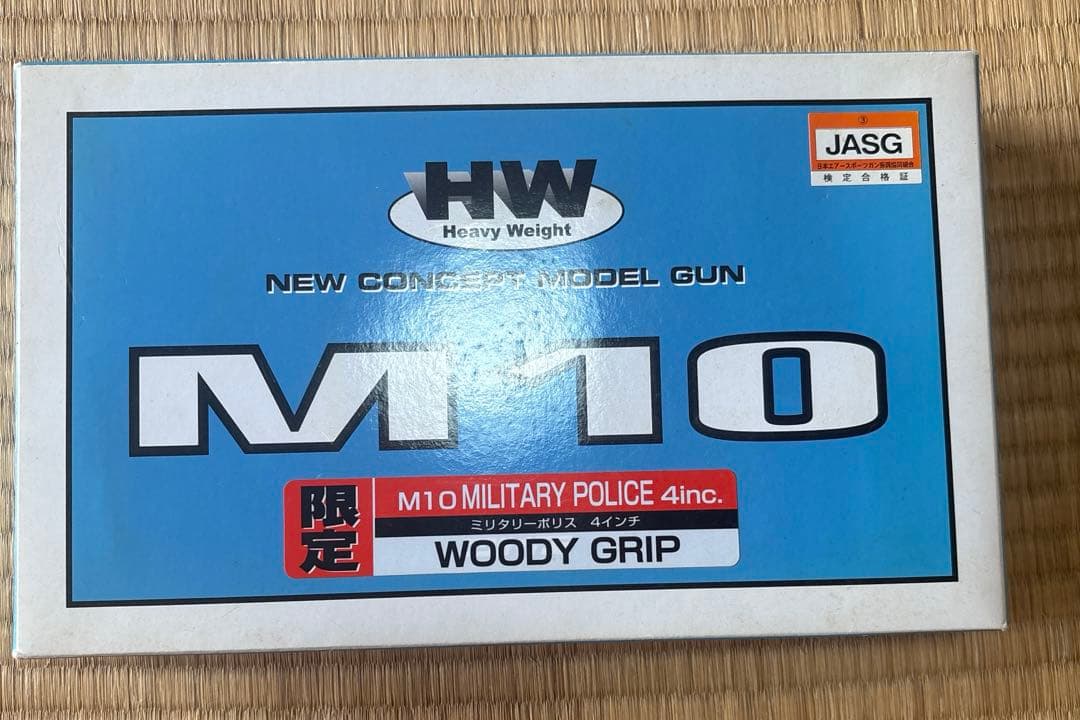 ③
JASG
日本エアースポーツガン振興協同組合
検定合格証
HW
Heavy Weight
NEW CONCEPT MODEL GUN
M10
限定
M10 MILITARY POLICE 4inc.
ミリタリーポリス 4インチ
WOODY GRIP